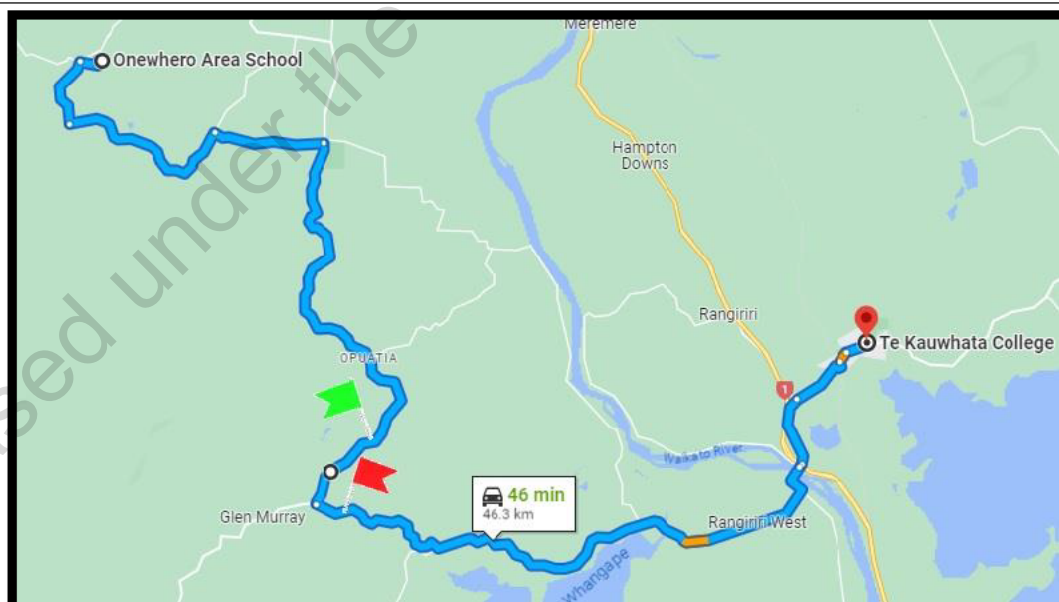 Meremere
Onewhero Area School
Hampton
Downs
Rangiriri
Te Kauwhata College
OPUATIA
1
Waikato River
46 min
46.3 km
Glen Murray
Rangiriri West
Whangape
sed under the